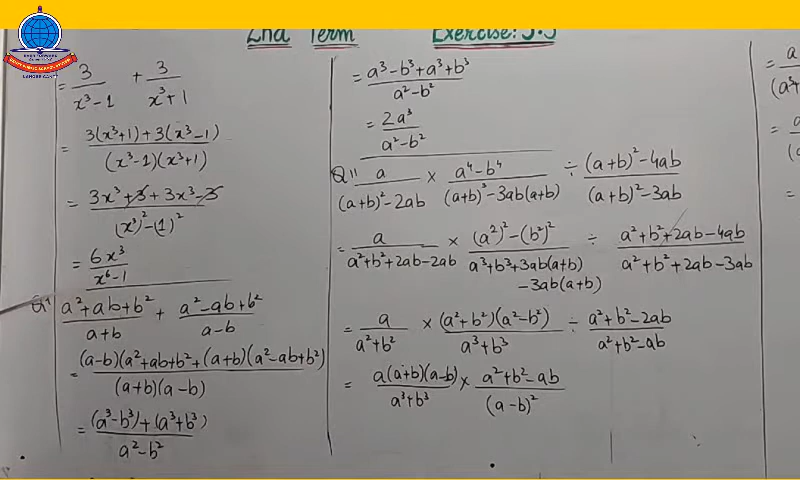 2nd Term Exercise: 5.5
= 3/(x³-1) + 3/(x³+1)
= (3(x³+1)+3(x³-1))/((x³-1)(x³+1))
= (3x³+3+3x³-3)/((x³)²-(1)²)
= 6x³/(x⁶-1)
(a²+ab+b²)/(a+b) + (a²-ab+b²)/(a-b)
= ((a-b)(a²+ab+b²+(a+b)(a²-ab+b²))/((a+b)(a-b))
= ((a³-b³)+(a³+b³))/(a²-b²)
= (a³-b³+a³+b³)/(a²-b²)
= 2a³/(a²-b²)
Q11 a/((a+b)²-2ab) × (a⁴-b⁴)/((a+b)³-3ab(a+b)) ÷ ((a+b)²-4ab)/((a+b)²-3ab)
= a/(a²+b²+2ab-2ab) × ((a²)²-(b²)²)/(a³+b³+3ab(a+b)-3ab(a+b)) ÷ (a²+b²+2ab-4ab)/(a²+b²+2ab-3ab)
= a/(a²+b²) × ((a²+b²)(a²-b²))/(a³+b³) ÷ (a²+b²-2ab)/(a²+b²-ab)
= (a(a+b)(a-b))/(a³+b³) × (a²+b²-ab)/(a-b)²